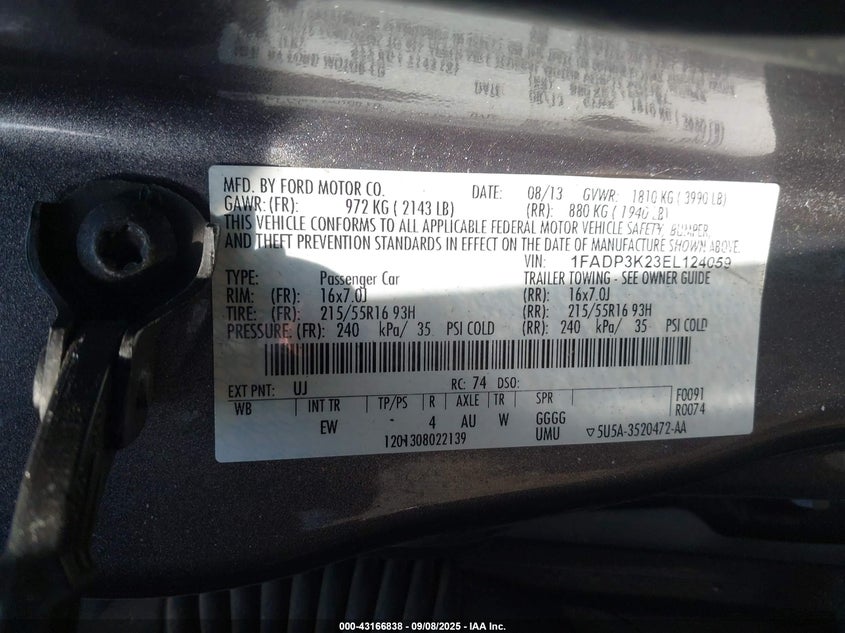 MFD. BY FORD MOTOR CO. DATE: 08/13 GVWR: 1810 KG ( 3990 LB)
GAWR: (FR): 972 KG ( 2143 LB) (RR): 880 KG ( 1940 LB)
THIS VEHICLE CONFORMS TO ALL APPLICABLE FEDERAL MOTOR VEHICLE SAFETY, BUMPER,
AND THEFT PREVENTION STANDARDS IN EFFECT ON THE DATE OF MANUFACTURE SHOWN ABOVE.
VIN: 1FADP3K23EL124059
TYPE: Passenger Car TRAILER TOWING - SEE OWNER GUIDE
RIM: (FR): 16x7.0J (RR): 16x7.0J
TIRE: (FR): 215/55R16 93H (RR): 215/55R16 93H
PRESSURE: (FR): 240 kPa/ 35 PSI COLD (RR): 240 kPa/ 35 PSI COLD
EXT PNT: UJ RC: 74 DSO: F0091
R0074
WB INT TR TP/PS R AXLE TR SPR
EW - 4 AU W GGGG
UMU
1201308022139 ▽5U5A-3520472-AA
000-43166838 - 09/08/2025 - IAA Inc.